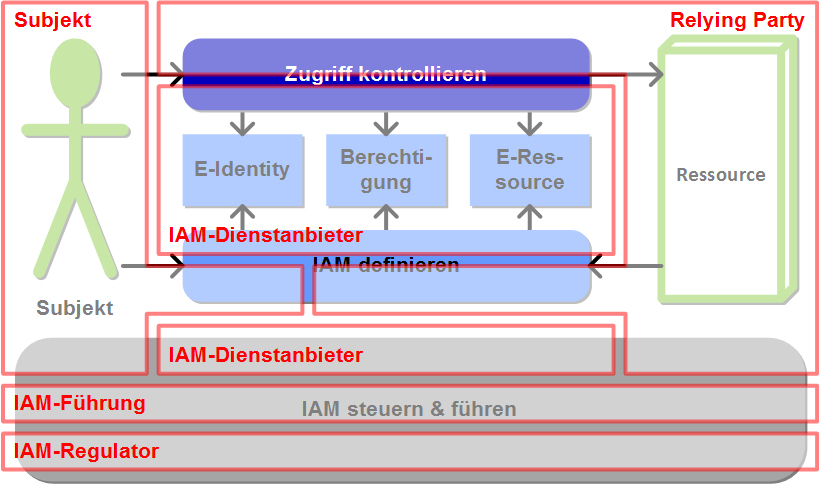 Subjekt
Relying Party
Zugriff kontrollieren
E-Identity
Berechti-
gung
E-Res-
source
Ressource
IAM-Dienstanbieter
IAM definieren
Subjekt
IAM-Dienstanbieter
IAM-Führung
IAM steuern & führen
IAM-Regulator